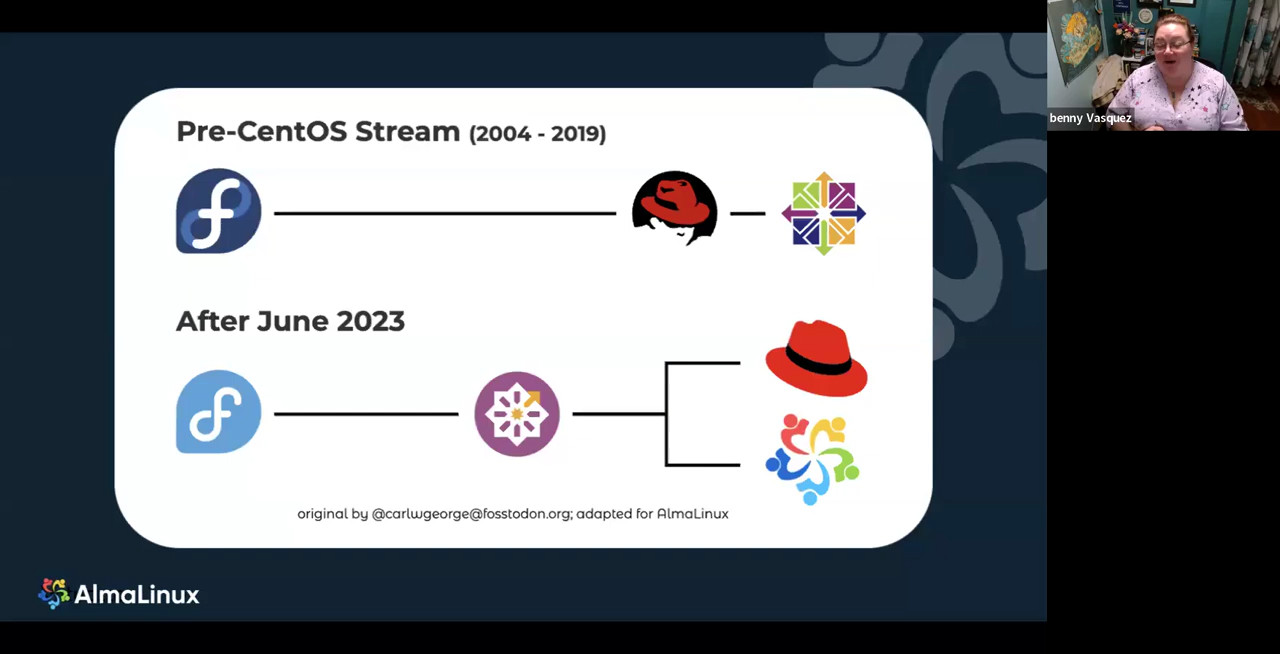 Pre-CentOS Stream (2004 - 2019)
After June 2023
original by @carlwgeorge@fosstodon.org; adapted for AlmaLinux
AlmaLinux
benny Vasquez